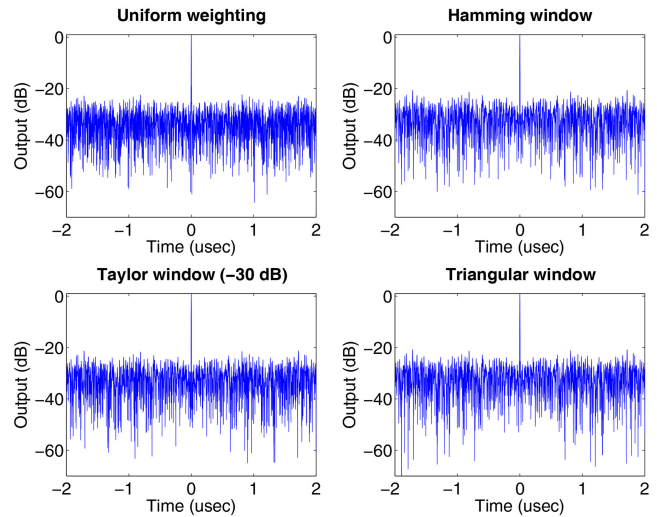 Uniform weighting
0
−20
−40
−60
Output (dB)
−2 −1 0 1 2
Time (usec)
Hamming window
0
−20
−40
−60
Output (dB)
−2 −1 0 1 2
Time (usec)
Taylor window (−30 dB)
0
−20
−40
−60
Output (dB)
−2 −1 0 1 2
Time (usec)
Triangular window
0
−20
−40
−60
Output (dB)
−2 −1 0 1 2
Time (usec)